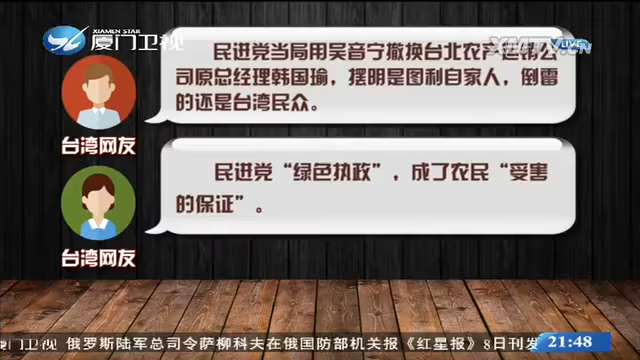 XIAMEN STAR
厦门卫视
LIVE
民进党当局用吴音宁撤换台北农产运销公
司原总经理韩国瑜，摆明是图利自家人，倒霉
的还是台湾民众。
台湾网友
民进党“绿色执政”，成了农民“受害
的保证”。
台湾网友
门卫视 俄罗斯陆军总司令萨柳科夫在俄国防部机关报《红星报》8日刊发
21:48